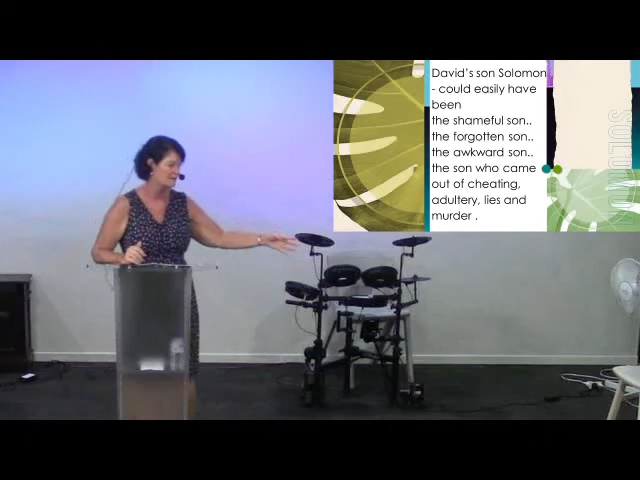 David's son Solomon
- could easily have
been
the shameful son..
the forgotten son..
the awkward son..
the son who came
out of cheating,
adultery, lies and
murder .